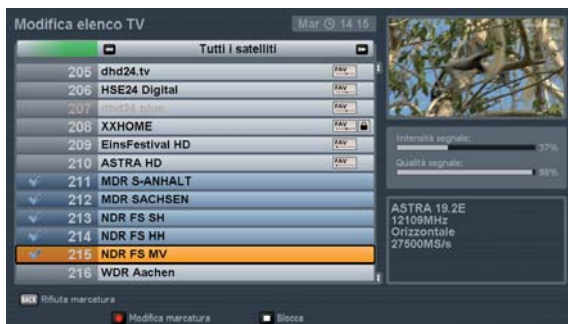 Modifica elenco TV
Mar 14 15
Tutti i satelliti
205 dhd24.tv FAV
206 HSE24 Digital FAV
207 dhd24 plus
208 XXHOME FAV
209 EinsFestival HD FAV
210 ASTRA HD FAV
211 MDR S-ANHALT
212 MDR SACHSEN
213 NDR FS SH
214 NDR FS HH
215 NDR FS MV
216 WDR Aachen
Intensità segnale:
37%
Qualità segnale:
98%
ASTRA 19.2E
12109MHz
Orizzontale
27500MS/s
BACK Rifiuta marcatura
Modifica marcatura
Blocca